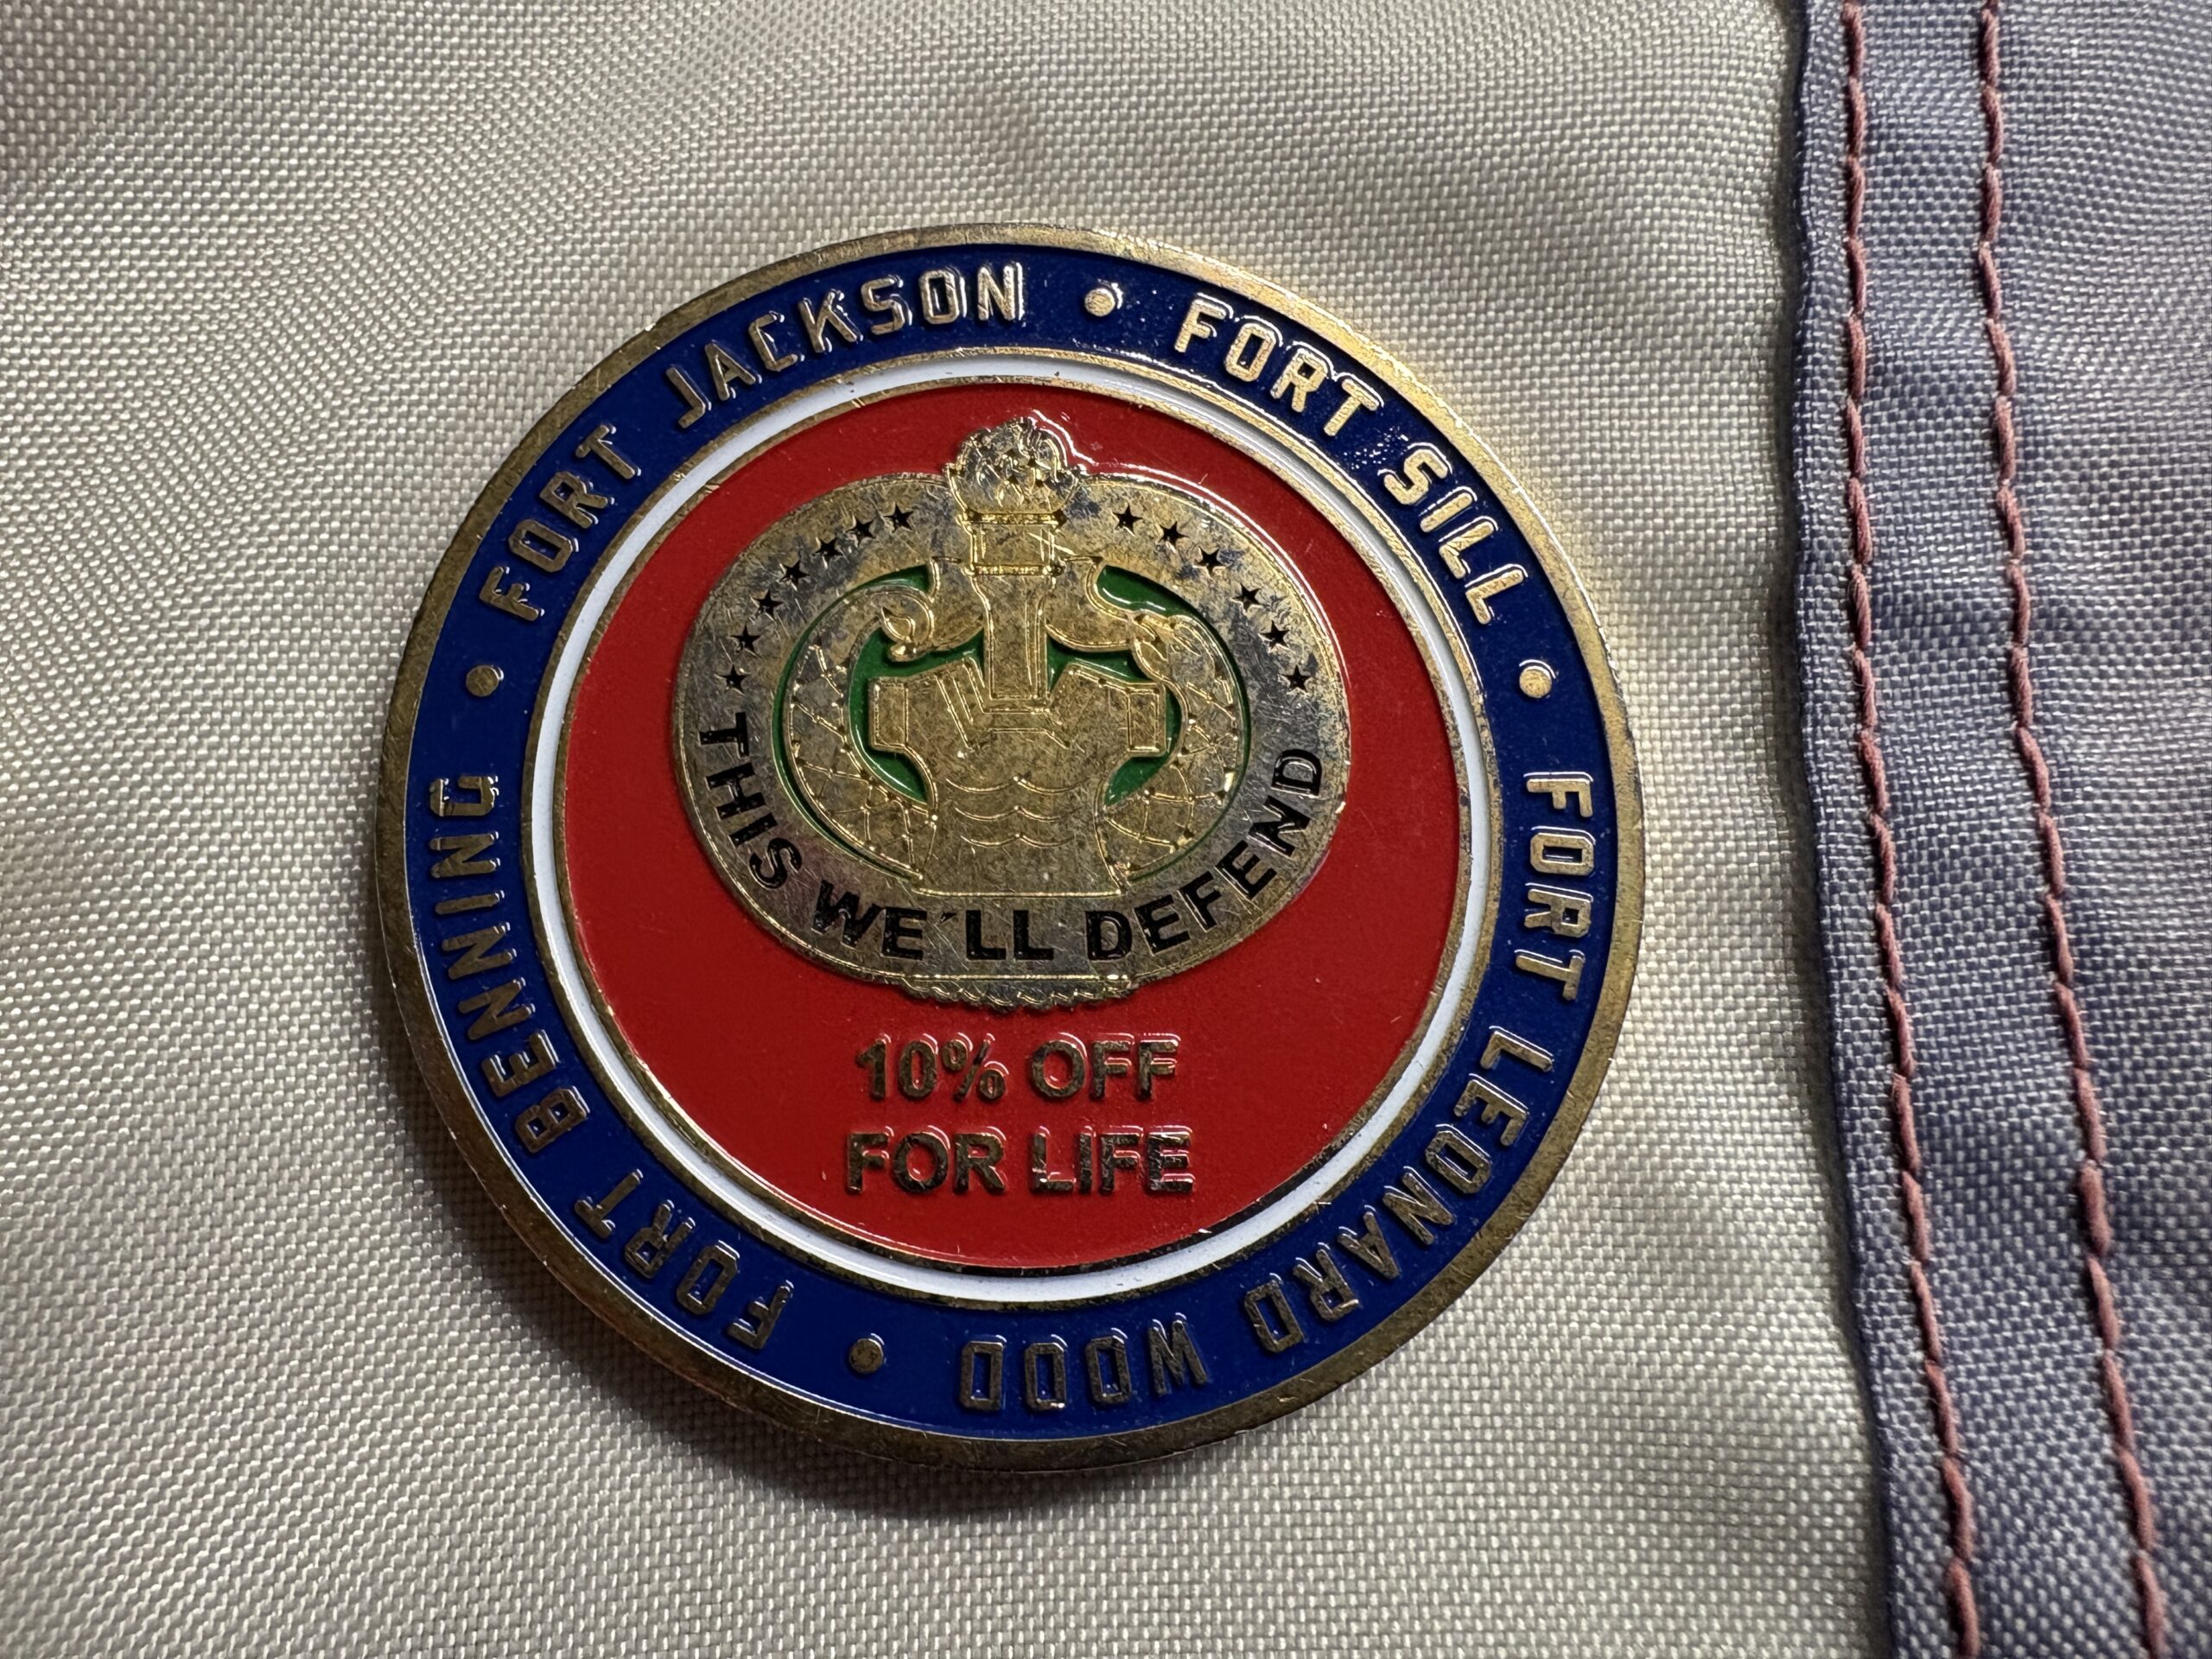 FORT JACKSON • FORT SILL • FORT LEONARD WOOD • FORT BENNING •
THIS WE'LL DEFEND
10% OFF
FOR LIFE